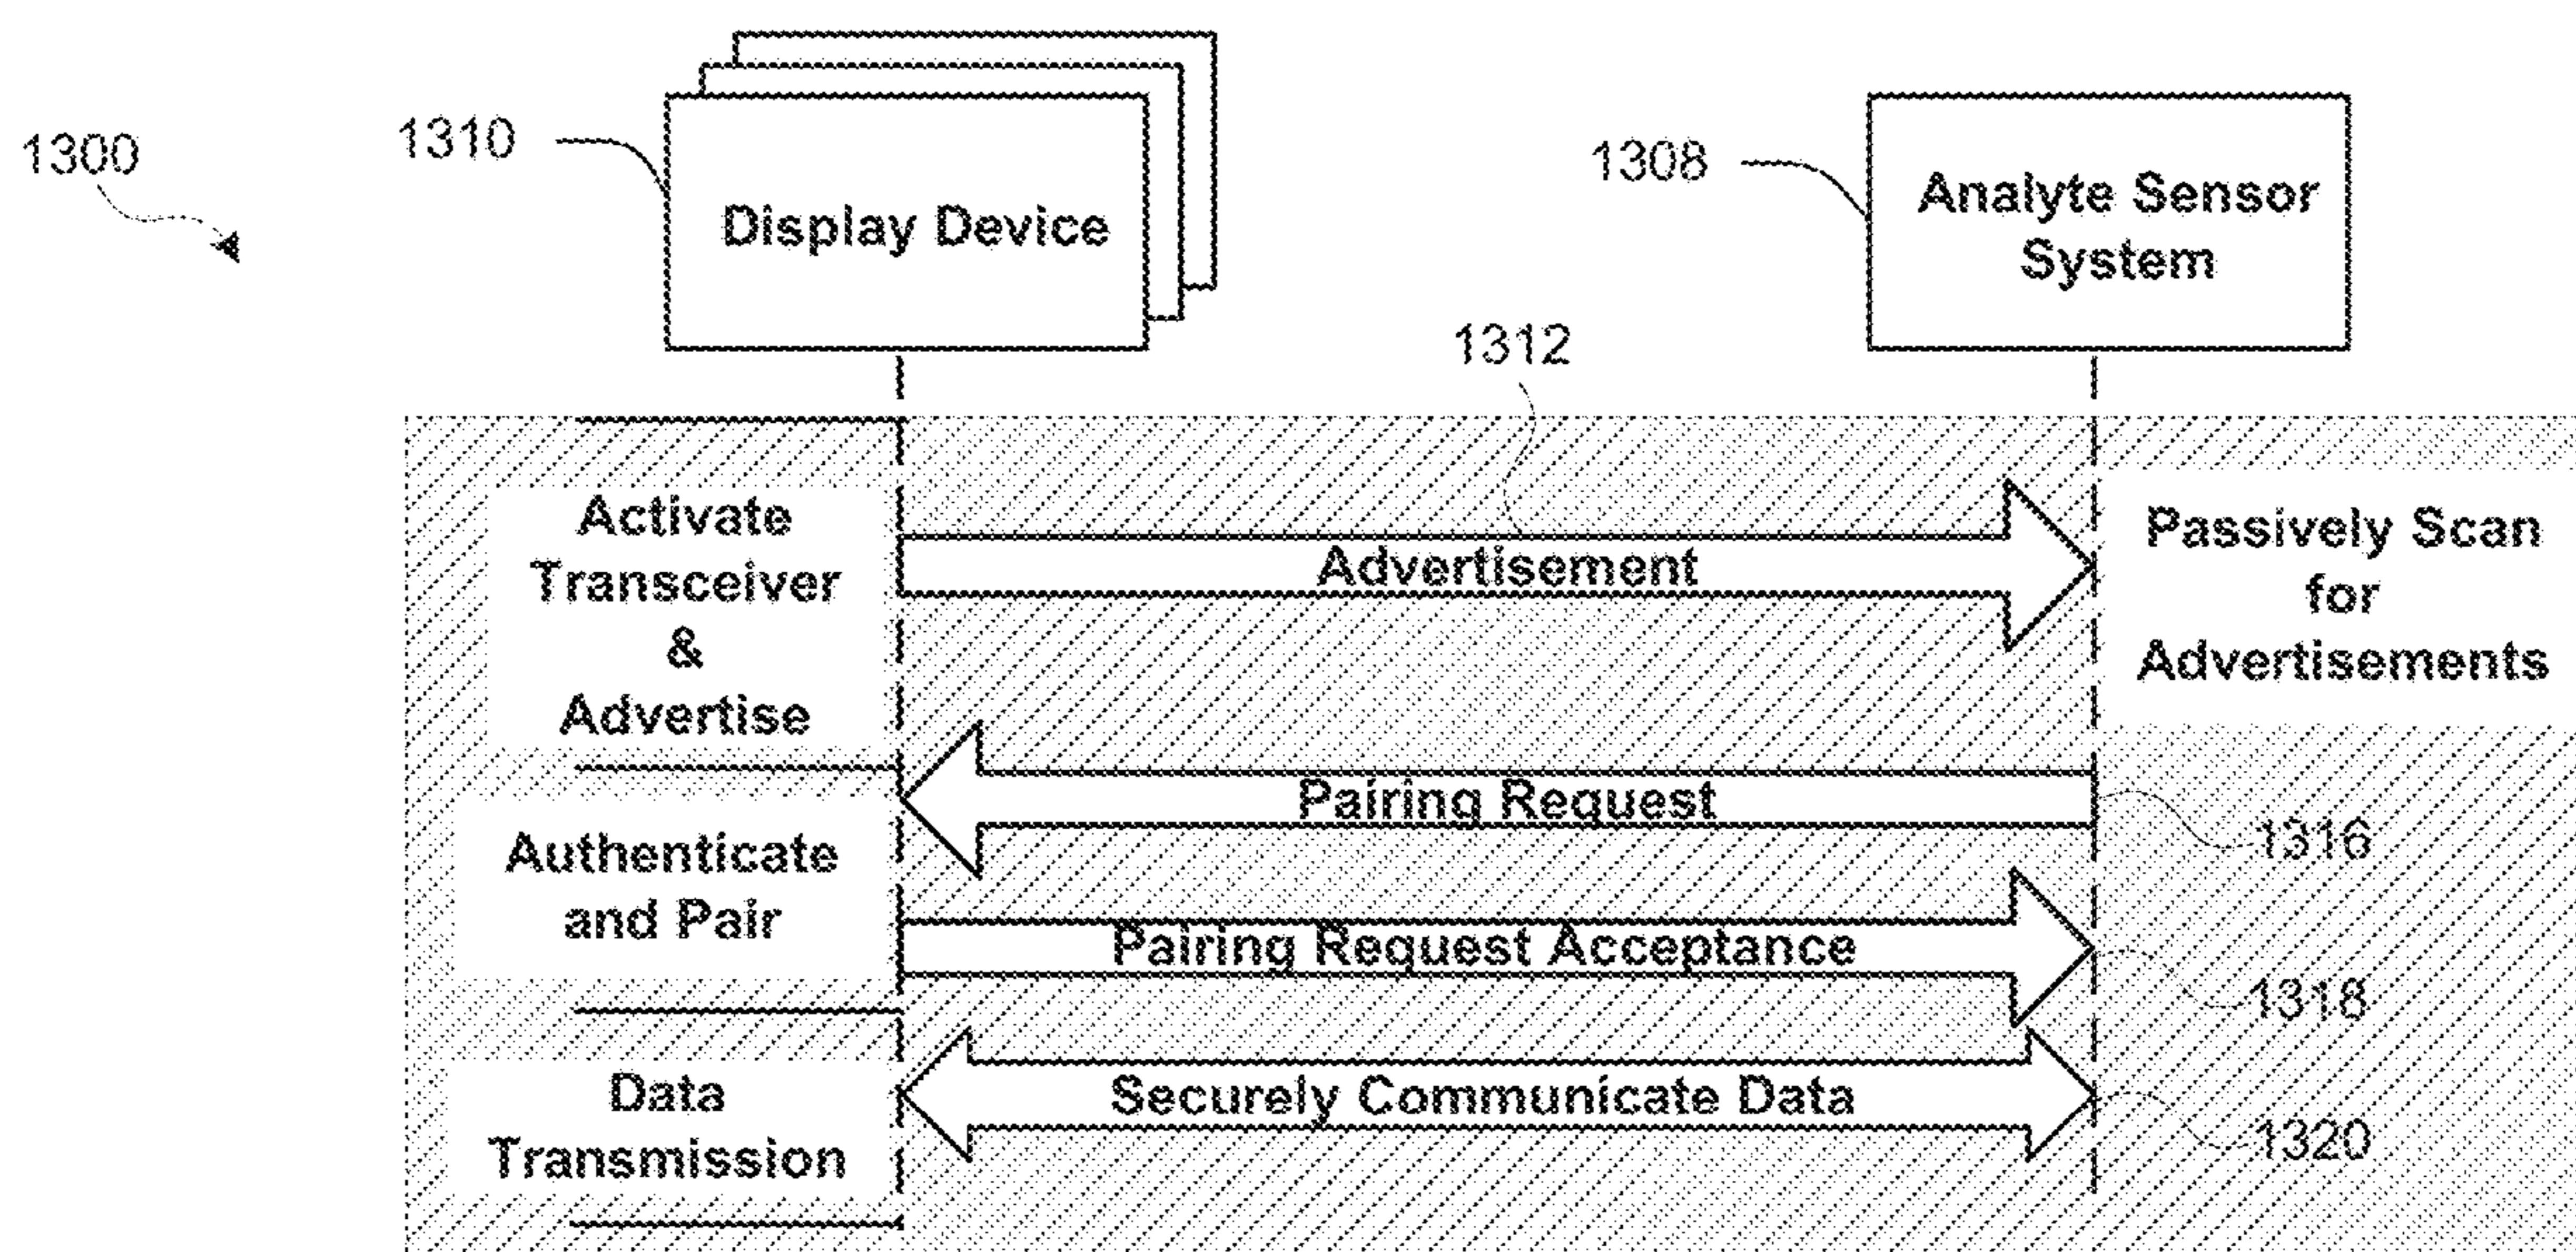 1300
1310
Display Device
1308
Analyte Sensor
System
1312
Activate
Transceiver
&
Advertise
Advertisement
Passively Scan
for
Advertisements
Pairing Request
1316
Authenticate
and Pair
Pairing Request Acceptance
1318
Data
Transmission
Securely Communicate Data
1320